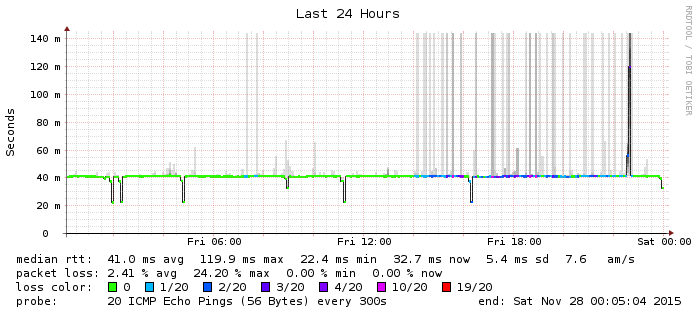 Last 24 Hours
RRDTOOL / TOBI OETIKER
Seconds
140 m
120 m
100 m
80 m
60 m
40 m
20 m
0
Fri 06:00 Fri 12:00 Fri 18:00 Sat 00:00
median rtt: 41.0 ms avg 119.9 ms max 22.4 ms min 32.7 ms now 5.4 ms sd 7.6 am/s
packet loss: 2.41 % avg 24.20 % max 0.00 % min 0.00 % now
loss color: 0 1/20 2/20 3/20 4/20 10/20 19/20
probe: 20 ICMP Echo Pings (56 Bytes) every 300s end: Sat Nov 28 00:05:04 2015